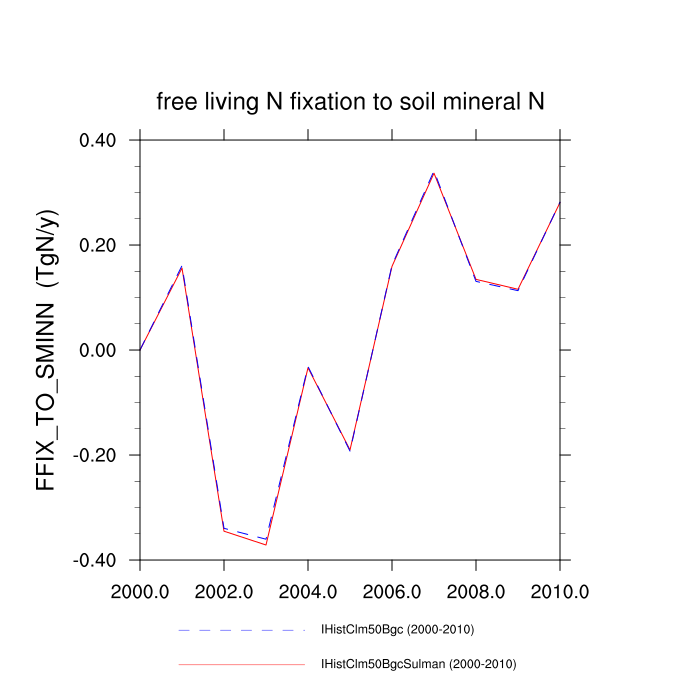 free living N fixation to soil mineral N
FFIX_TO_SMINN (TgN/y)
0.40
0.20
0.00
-0.20
-0.40
2000.0 2002.0 2004.0 2006.0 2008.0 2010.0
IHistClm50Bgc (2000-2010)
IHistClm50BgcSulman (2000-2010)